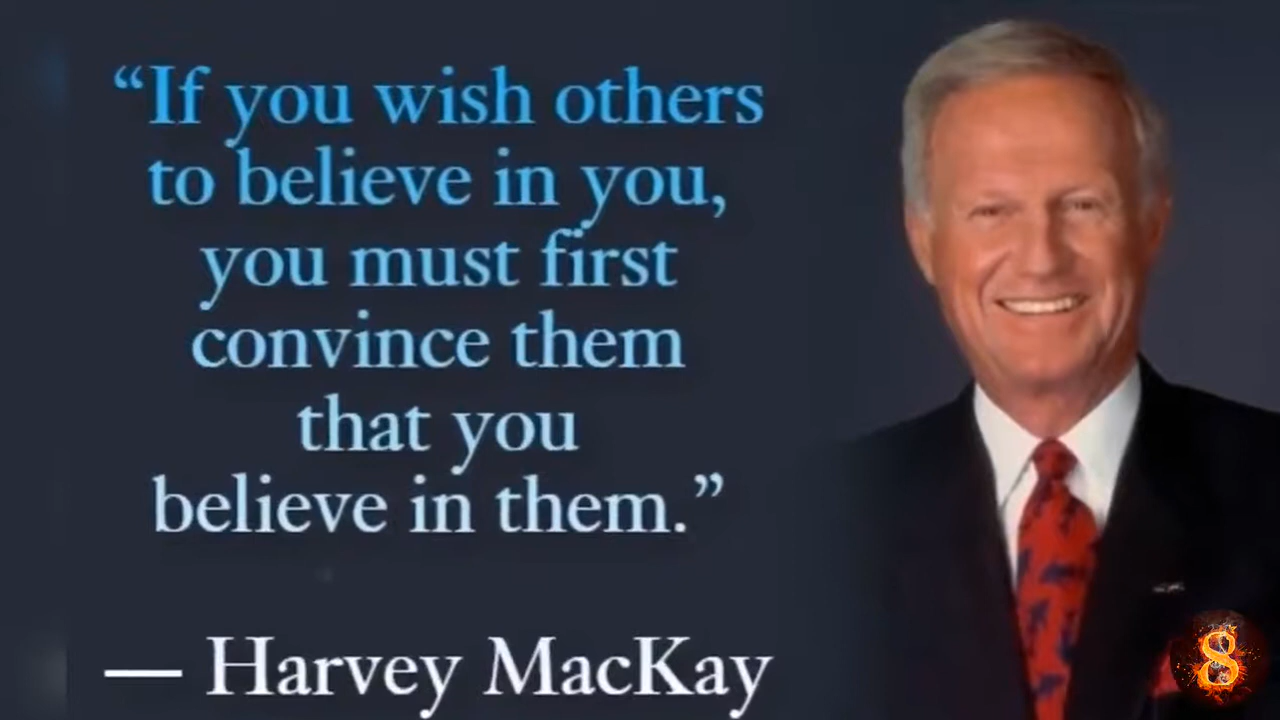 “If you wish others
to believe in you,
you must first
convince them
that you
believe in them.”
— Harvey MacKay
8